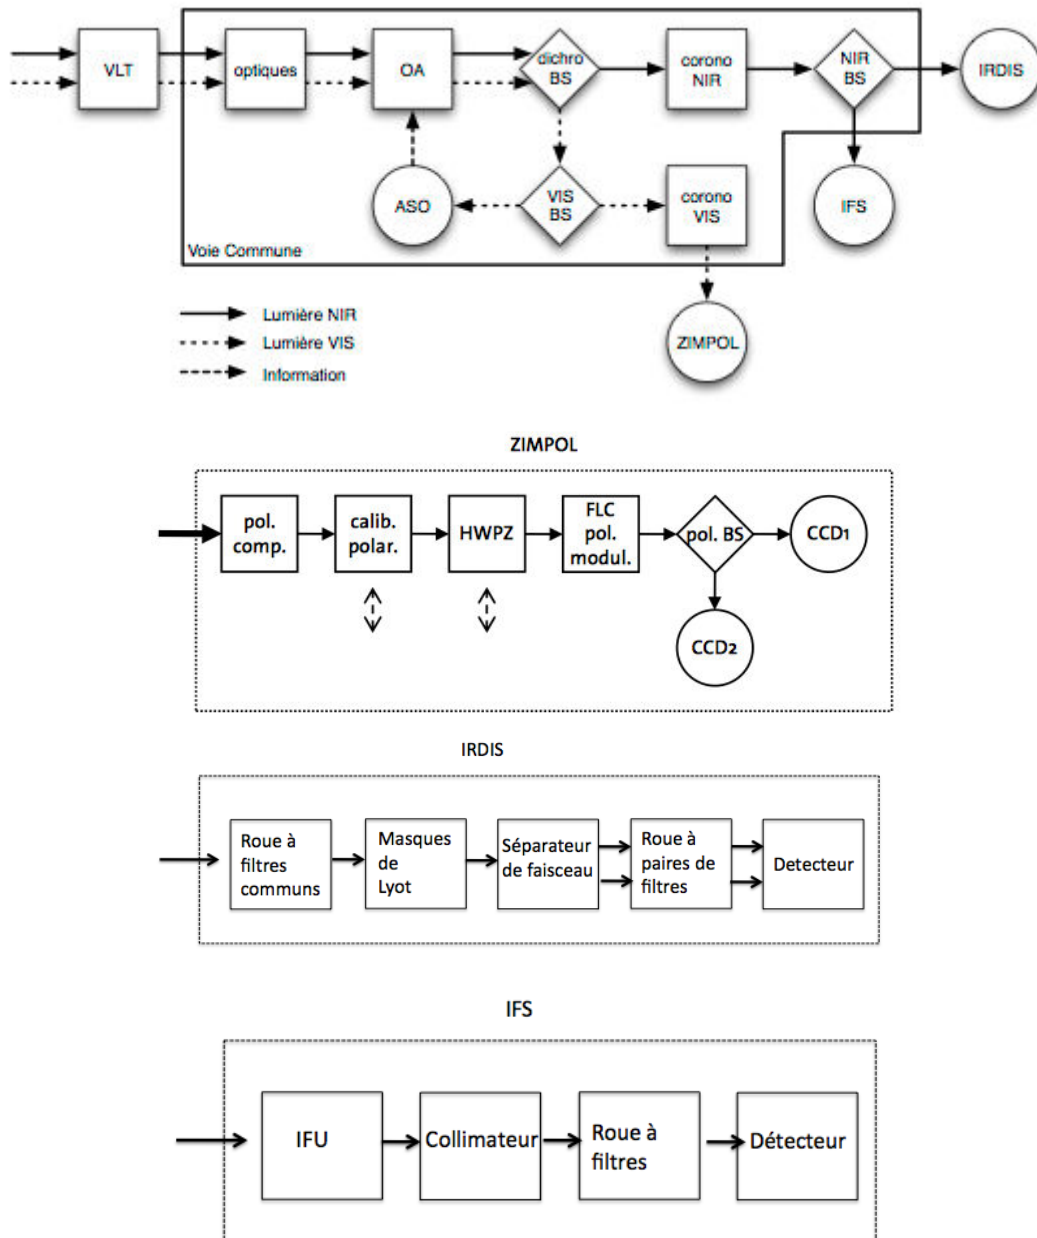 VLT
optiques
OA
dichro
BS
corono
NIR
NIR
BS
IRDIS
ASO
VIS
BS
corono
VIS
IFS
Voie Commune
Lumière NIR
Lumière VIS
Information
ZIMPOL
ZIMPOL
pol.
comp.
calib.
polar.
HWPZ
FLC
pol.
modul.
pol. BS
CCD1
CCD2
IRDIS
Roue à
filtres
communs
Masques
de
Lyot
Séparateur
de faisceau
Roue à
paires de
filtres
Detecteur
IFS
IFU
Collimateur
Roue à
filtres
Détecteur